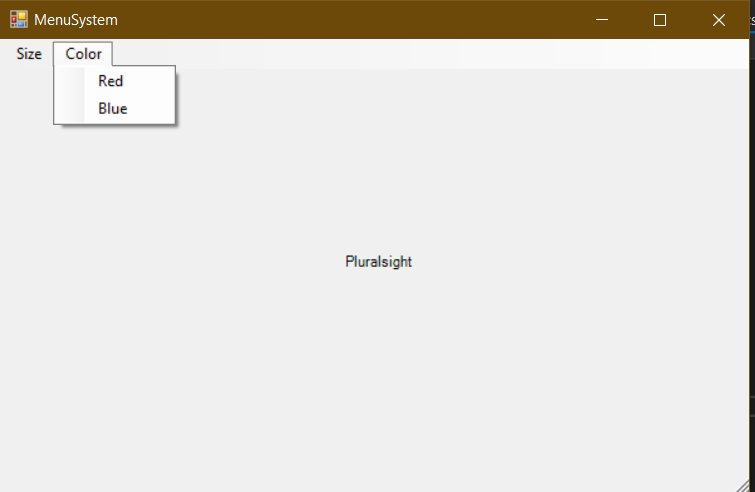 MenuSystem
Size Color
Red
Blue
Pluralsight